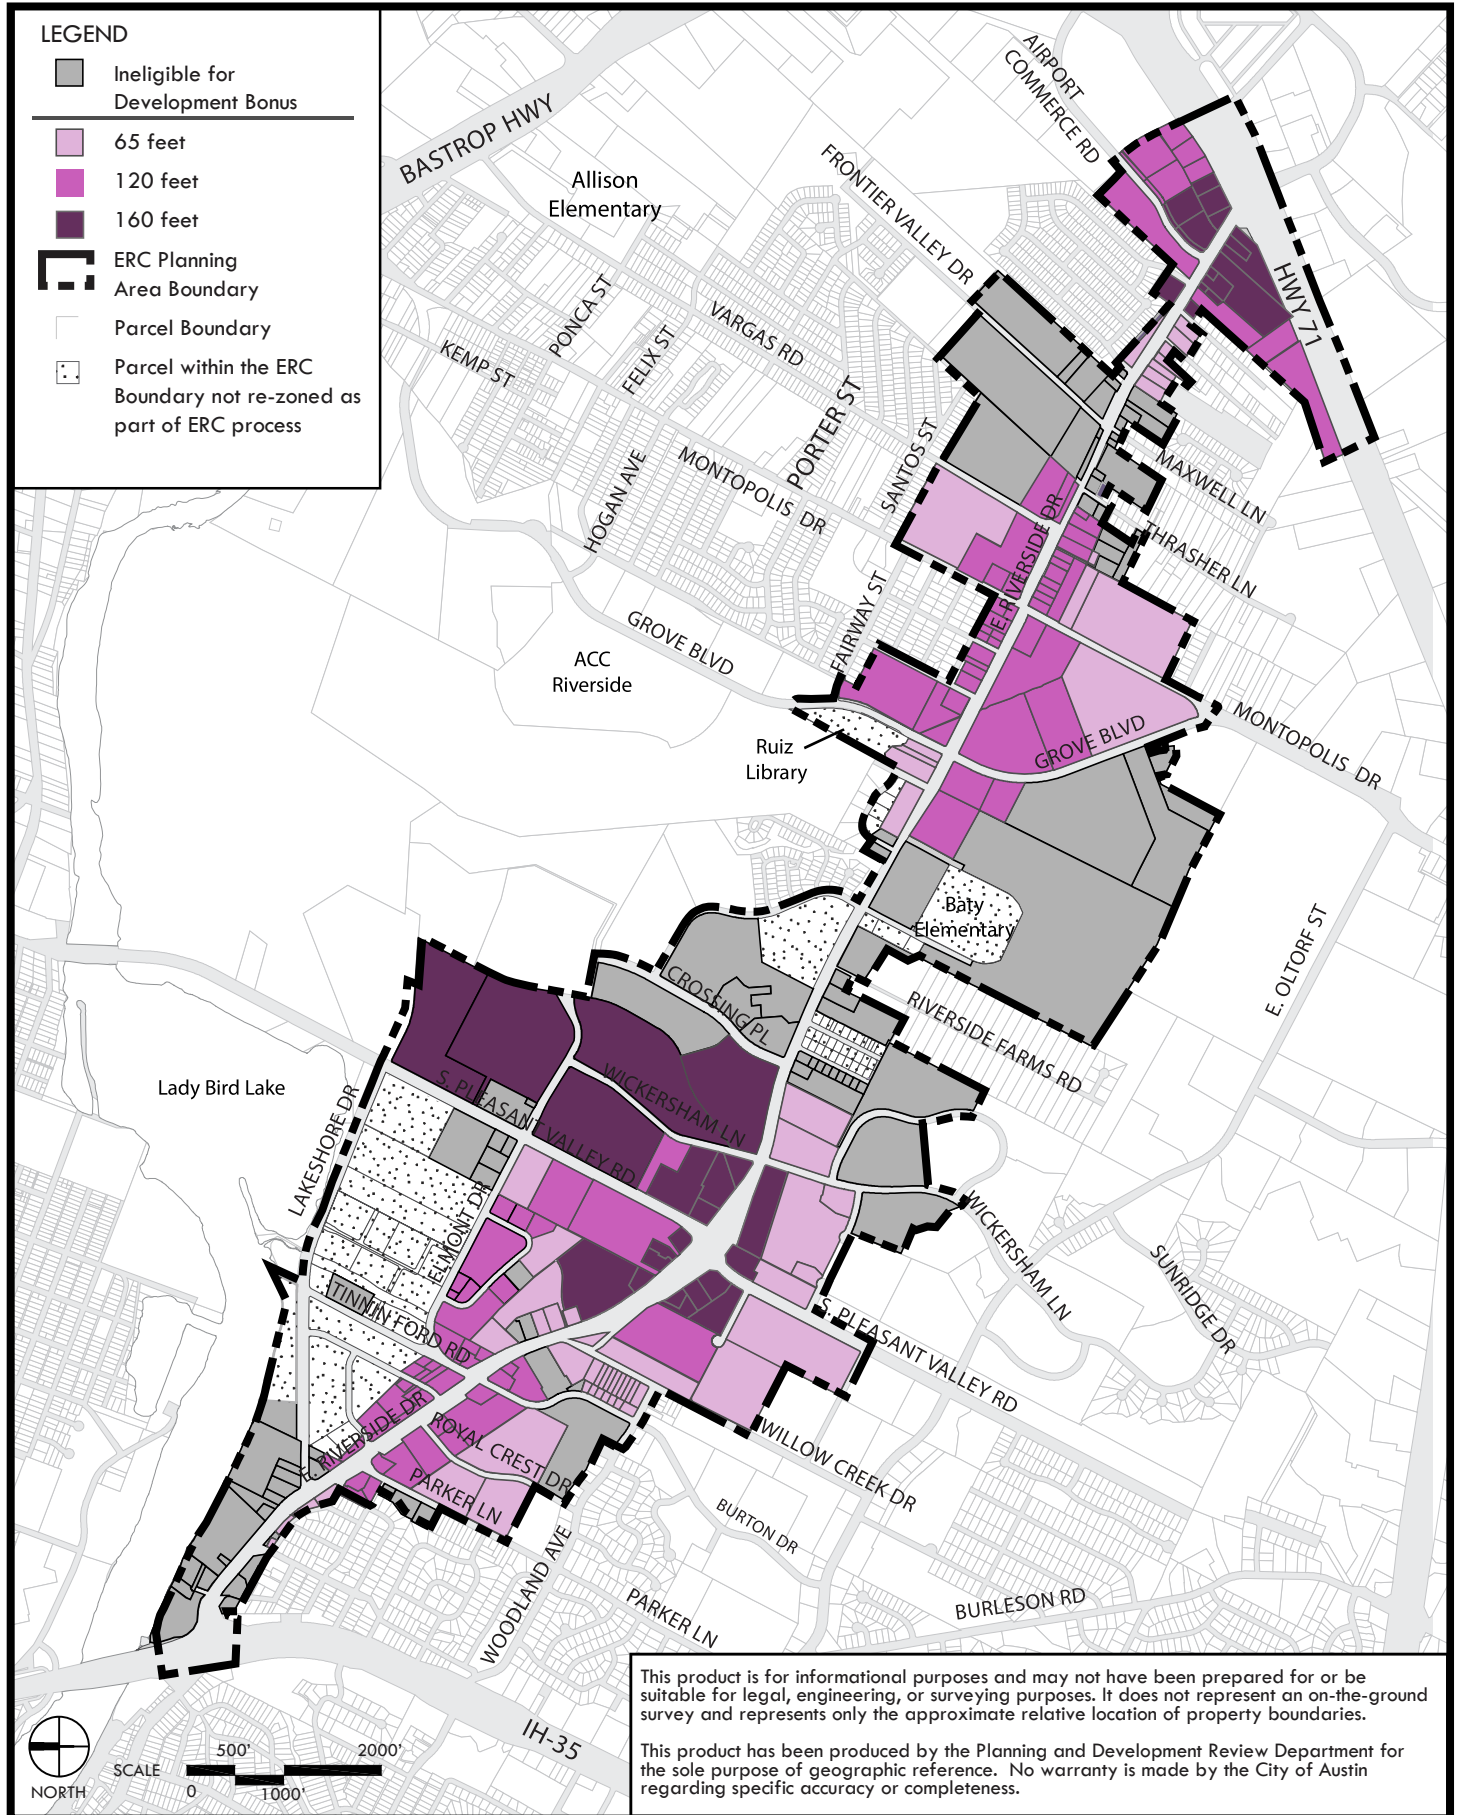 LEGEND
Ineligible for
Development Bonus
65 feet
120 feet
160 feet
ERC Planning
Area Boundary
Parcel Boundary
Parcel within the ERC
Boundary not re-zoned as
part of ERC process
BASTROP HWY
AIRPORT
COMMERCE RD
Allison
Elementary
FRONTIER VALLEY DR
HWY 71
PONCA ST
VARGAS RD
KEMP ST
FELIX ST
PORTER ST
SANTOS ST
MONTOPOLIS DR
HOGAN AVE
MAXWELL LN
E. RIVERSIDE DR
THRASHER LN
FAIRWAY ST
GROVE BLVD
ACC
Riverside
MONTOPOLIS DR
GROVE BLVD
Ruiz
Library
Baty
Elementary
E. OLTORF ST
CROSSING PL
RIVERSIDE FARMS RD
Lady Bird Lake
LAKESHORE DR
S. PLEASANT VALLEY RD
WICKERSHAM LN
ELMONT DR
WICKERSHAM LN
SUNRIDGE DR
TINNIN FORD RD
S. PLEASANT VALLEY RD
E. RIVERSIDE DR
ROYAL CREST DR
PARKER LN
WILLOW CREEK DR
BURTON DR
WOODLAND AVE
PARKER LN
BURLESON RD
IH-35
NORTH
SCALE
500'
2000'
0
1000'
This product is for informational purposes and may not have been prepared for or be
suitable for legal, engineering, or surveying purposes. It does not represent an on-the-ground
survey and represents only the approximate relative location of property boundaries.
This product has been produced by the Planning and Development Review Department for
the sole purpose of geographic reference. No warranty is made by the City of Austin
regarding specific accuracy or completeness.